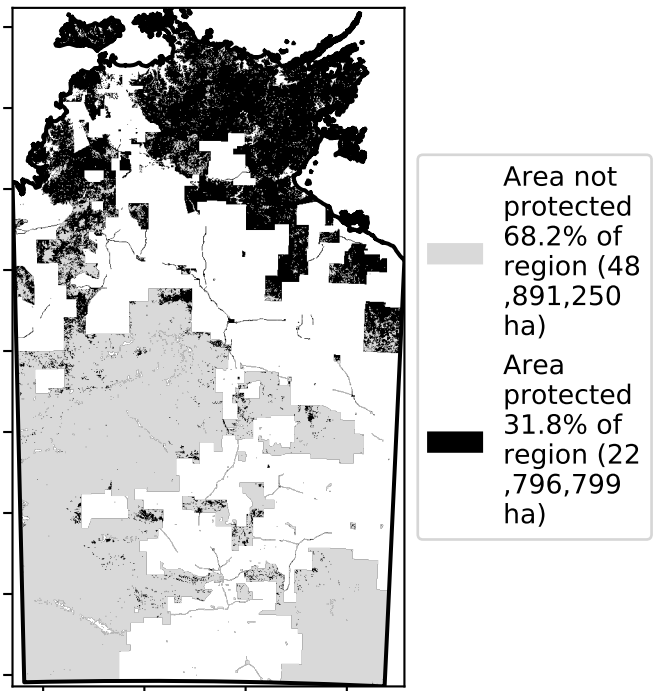 Area not
protected
68.2% of
region (48
,891,250
ha)
Area
protected
31.8% of
region (22
,796,799
ha)